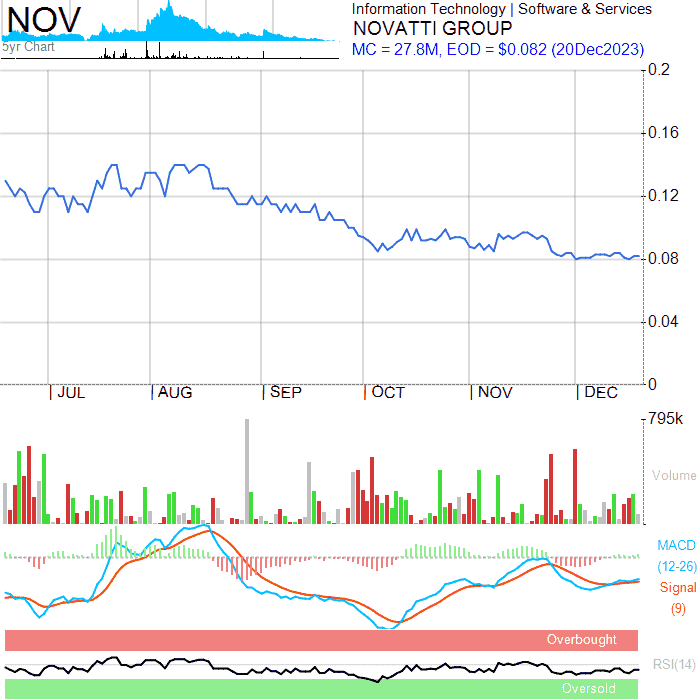 NOV
5yr Chart
Information Technology | Software & Services
NOVATTI GROUP
MC = 27.8M, EOD = $0.082 (20Dec2023)
0.2
0.16
0.12
0.08
0.04
0
JUL AUG SEP OCT NOV DEC
795k
Volume
MACD
(12-26)
Signal
(9)
Overbought
RSI(14)
Oversold